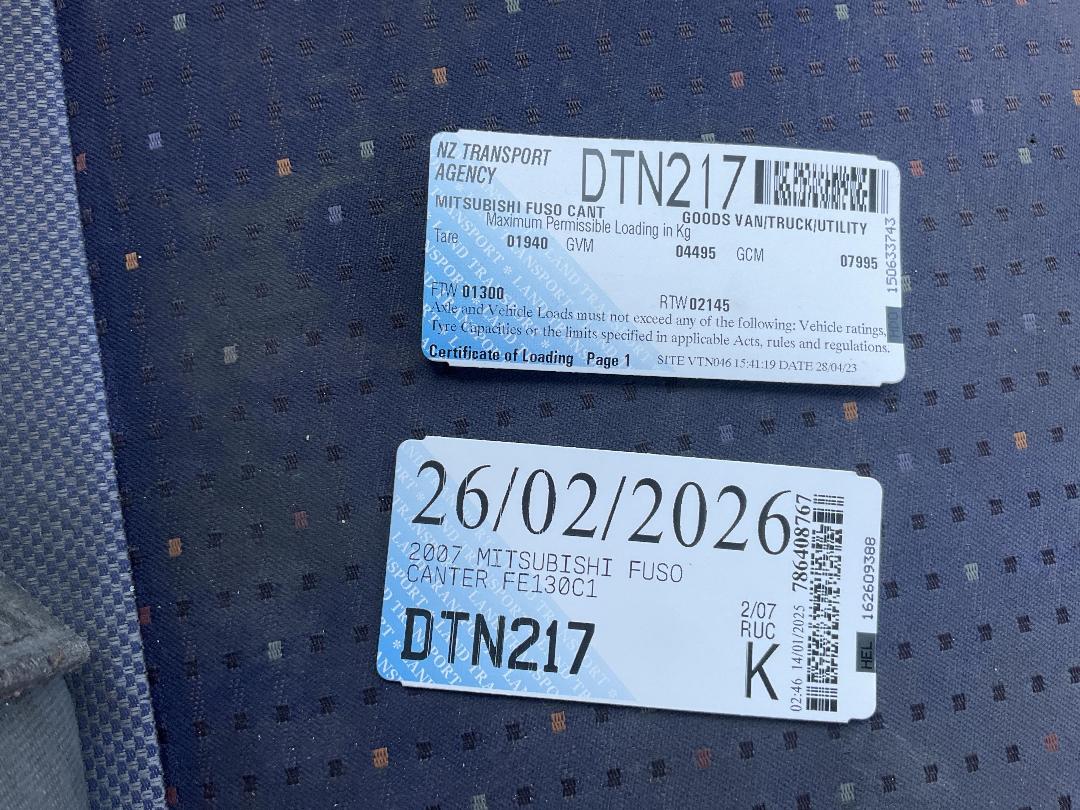 NZ TRANSPORT
AGENCY
DTN217
MITSUBISHI FUSO CANT
GOODS VAN/TRUCK/UTILITY
Maximum Permissible Loading in Kg
Tare 01940 GVM 04495 GCM 07995
FTW 01300 RTW 02145
Axle and Vehicle Loads must not exceed any of the following: Vehicle ratings,
Tyre Capacities or the limits specified in applicable Acts, rules and regulations.
Certificate of Loading Page 1 SITE VTN046 15:41:19 DATE 28/04/23
150633743
26/02/2026
2007 MITSUBISHI FUSO
CANTER FE130C1
DTN217
2/07
RUC
K
02:46 14/01/2025 786408767
162609388
HEL